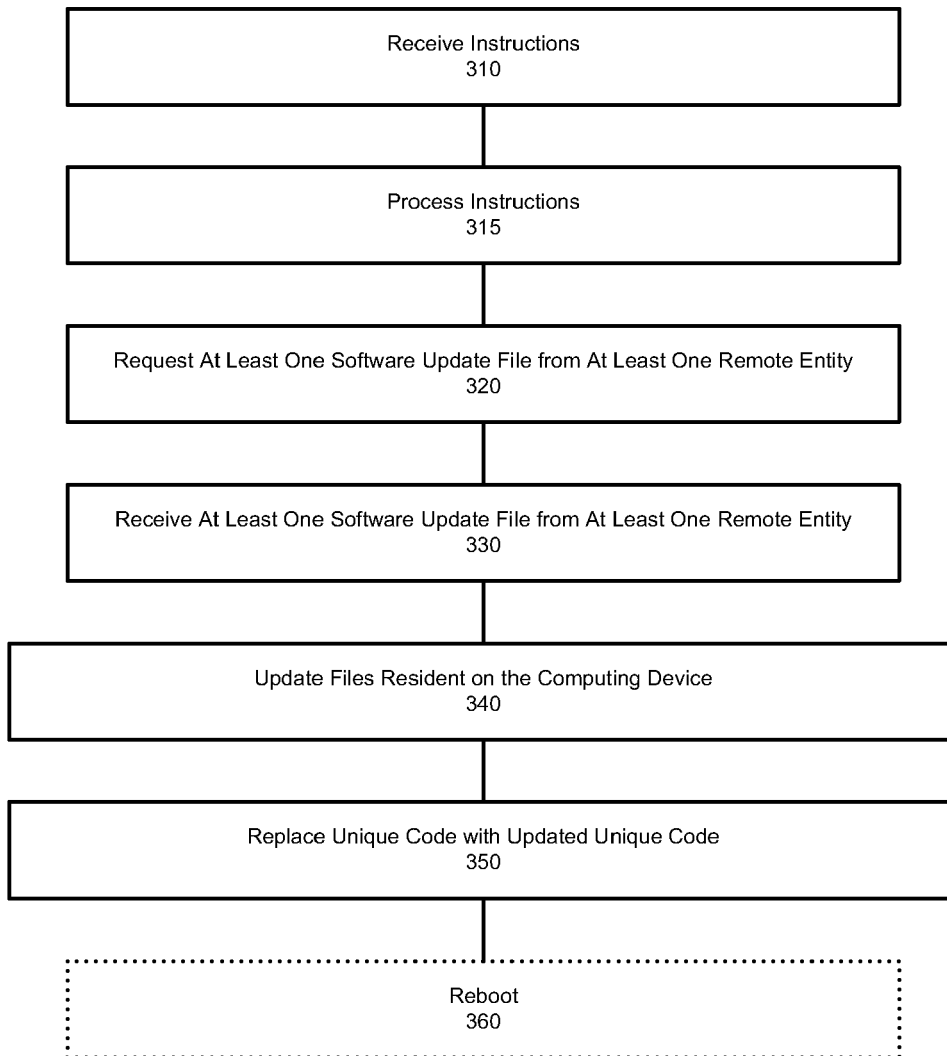 Receive Instructions
310
Process Instructions
315
Request At Least One Software Update File from At Least One Remote Entity
320
Receive At Least One Software Update File from At Least One Remote Entity
330
Update Files Resident on the Computing Device
340
Replace Unique Code with Updated Unique Code
350
Reboot
360